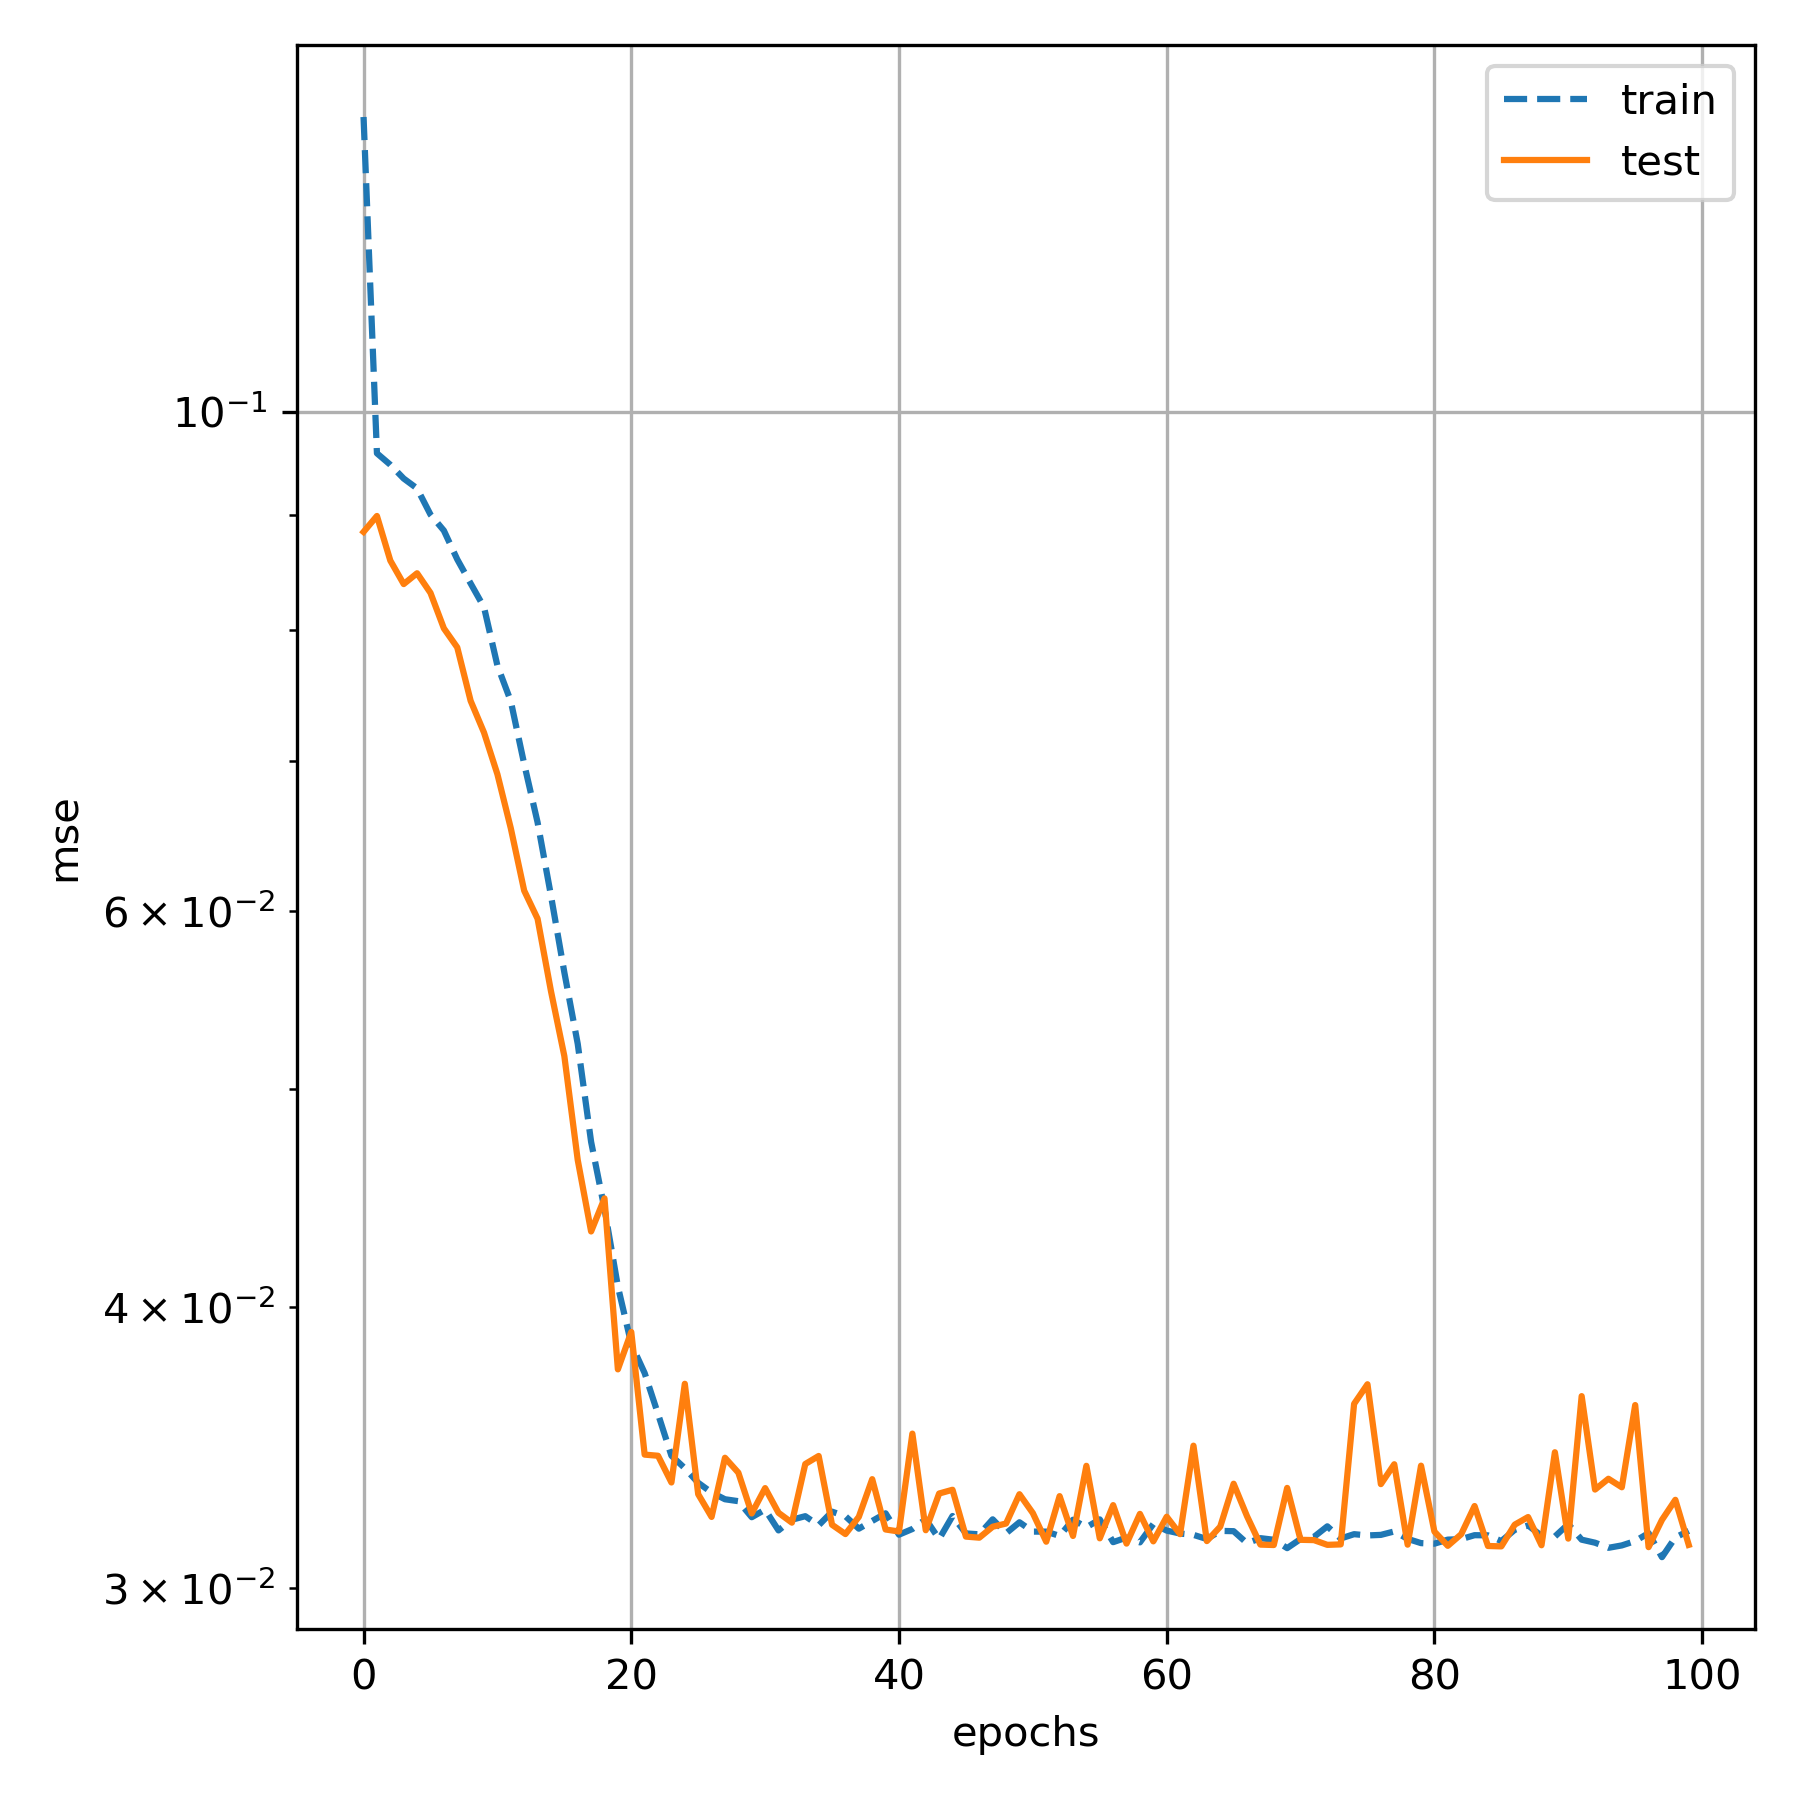 train
test
10⁻¹
6 × 10⁻²
4 × 10⁻²
3 × 10⁻²
mse
0 20 40 60 80 100
epochs